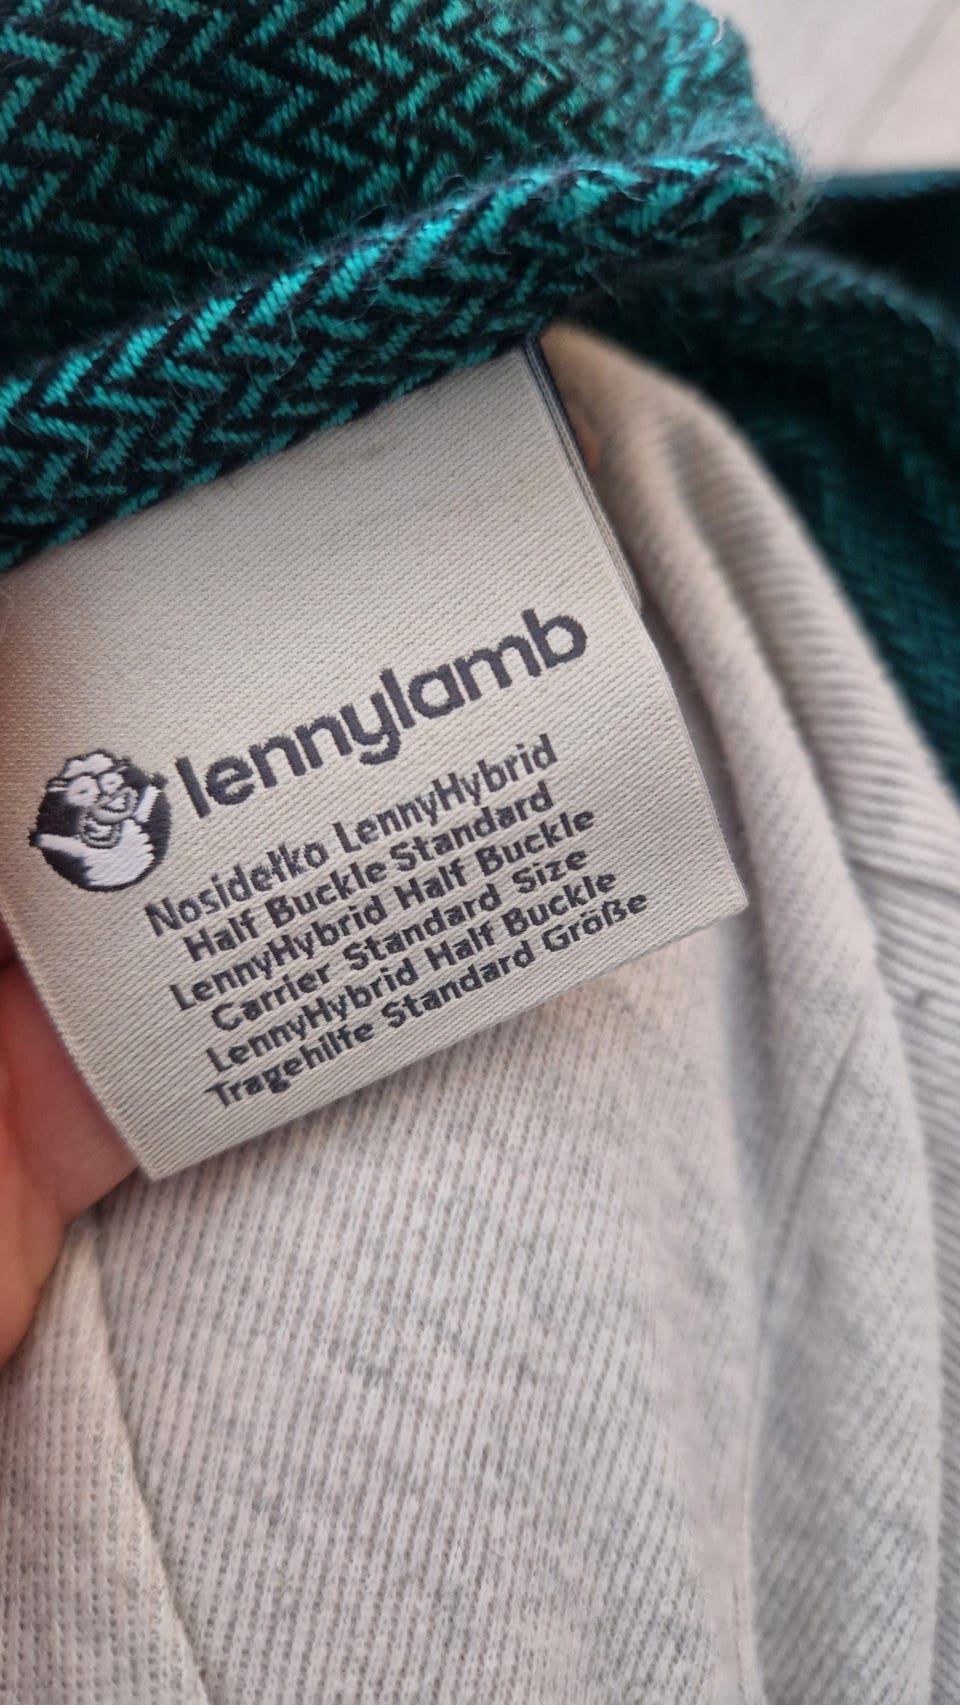 lennylamb
Nosidełko LennyHybrid
Half Buckle Standard
LennyHybrid Half Buckle
Carrier Standard Size
LennyHybrid Half Buckle
Tragehilfe Standard Größe